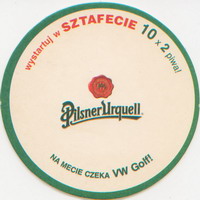 wystartuj w SZTAFECIE 10 x 2 piwa!
Pilsner Urquell
NA MECIE CZEKA VW Golf!